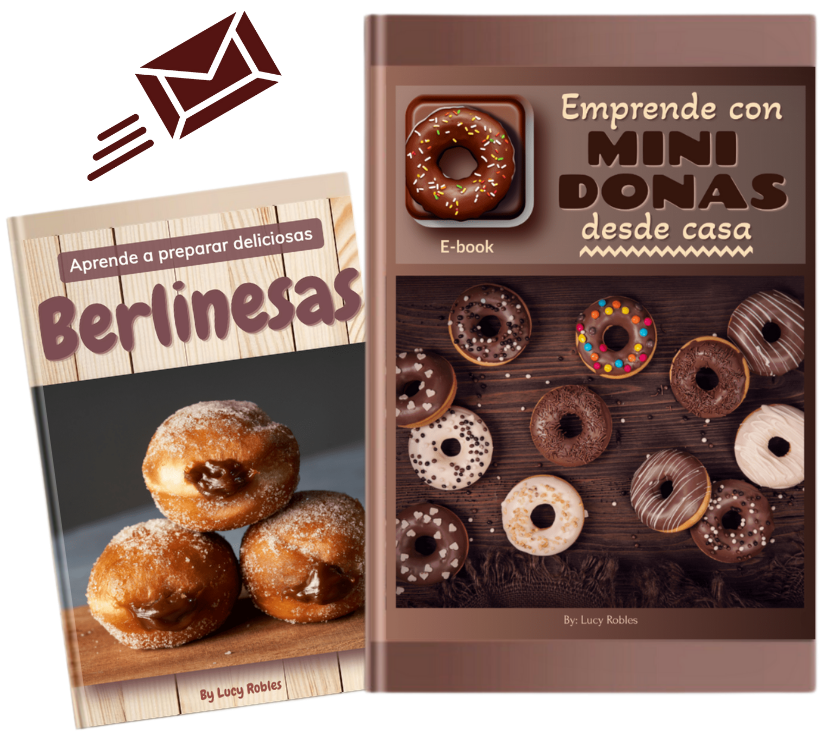 Aprende a preparar deliciosas
Berlinesas
By Lucy Robles
Emprende con
MINI
DONAS
desde casa
E-book
By: Lucy Robles